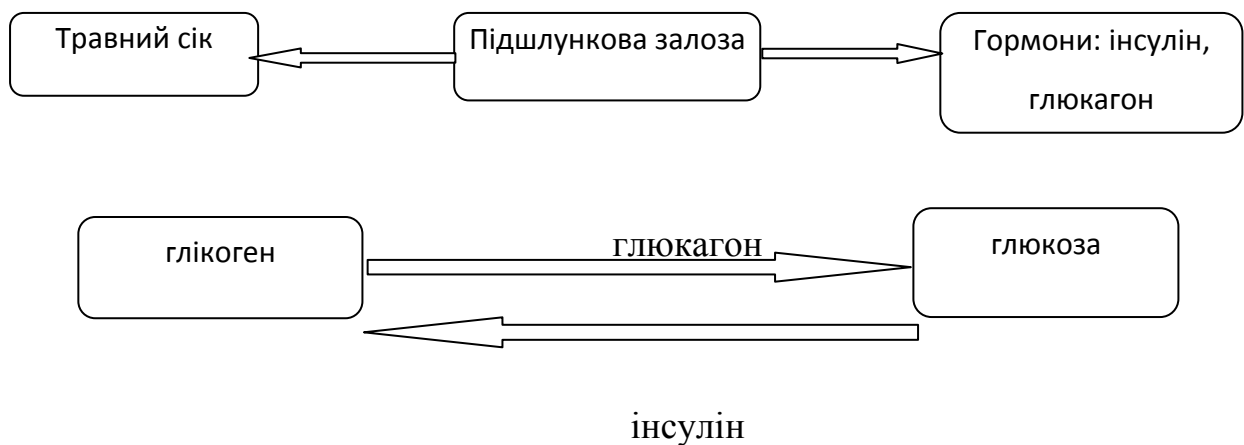 Травний сік
Підшлункова залоза
Гормони: інсулін,
глюкагон
глікоген
глюкагон
глюкоза
інсулін